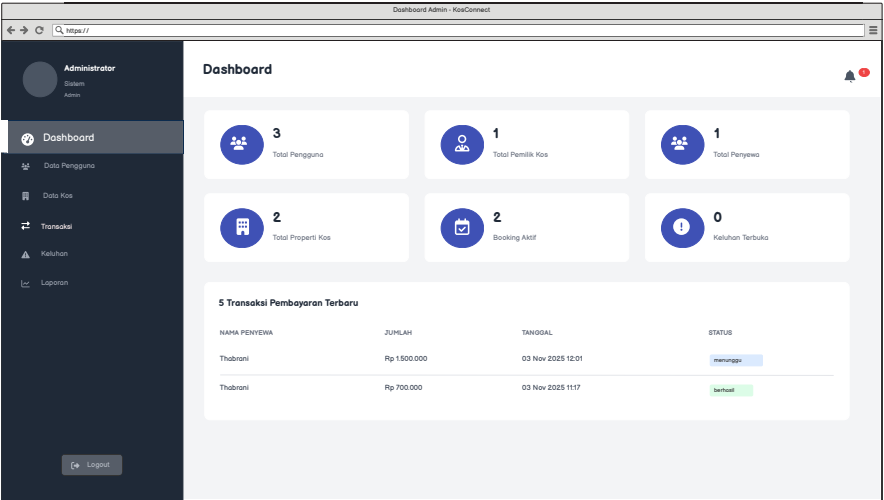 Dashboard Admin - KosConnect
https://
Administrator
Sistem
Admin
Dashboard
Data Pengguna
Data Kos
Transaksi
Keluhan
Laporan
Logout
Dashboard
1
3
Total Pengguna
1
Total Pemilik Kos
1
Total Penyewa
2
Total Properti Kos
2
Booking Aktif
0
Keluhan Terbuka
5 Transaksi Pembayaran Terbaru
NAMA PENYEWA JUMLAH TANGGAL STATUS
Thabrani Rp 1.500.000 03 Nov 2025 12:01 menunggu
Thabrani Rp 700.000 03 Nov 2025 11:17 berhasil